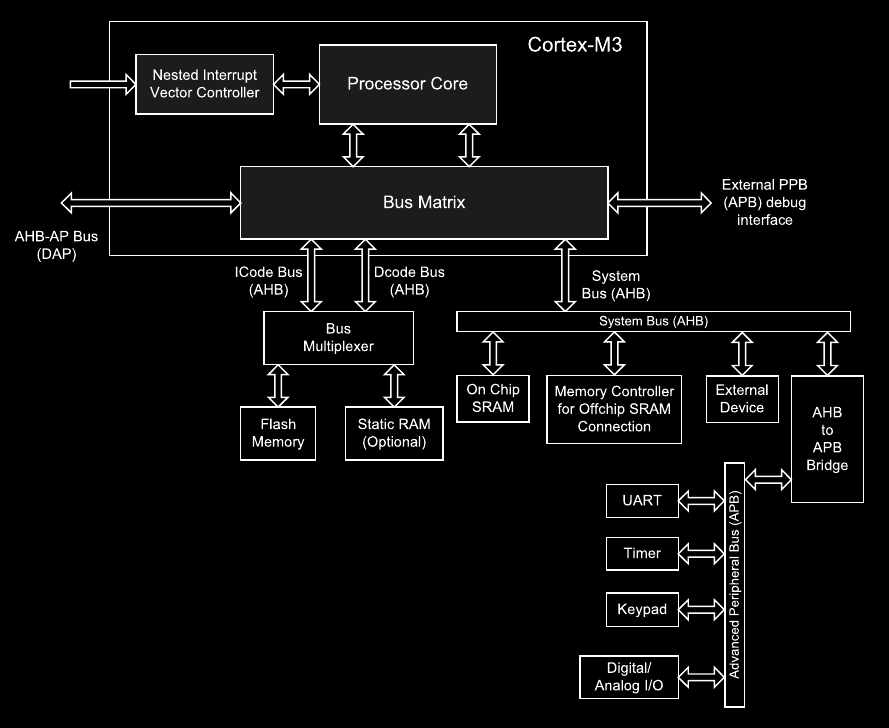 Cortex-M3
Nested Interrupt
Vector Controller
Processor Core
Bus Matrix
External PPB
(APB) debug
interface
AHB-AP Bus
(DAP)
ICode Bus
(AHB)
Dcode Bus
(AHB)
System
Bus (AHB)
System Bus (AHB)
Bus
Multiplexer
On Chip
SRAM
Memory Controller
for Offchip SRAM
Connection
External
Device
AHB
to
APB
Bridge
Flash
Memory
Static RAM
(Optional)
Advanced Peripheral Bus (APB)
UART
Timer
Keypad
Digital/
Analog I/O